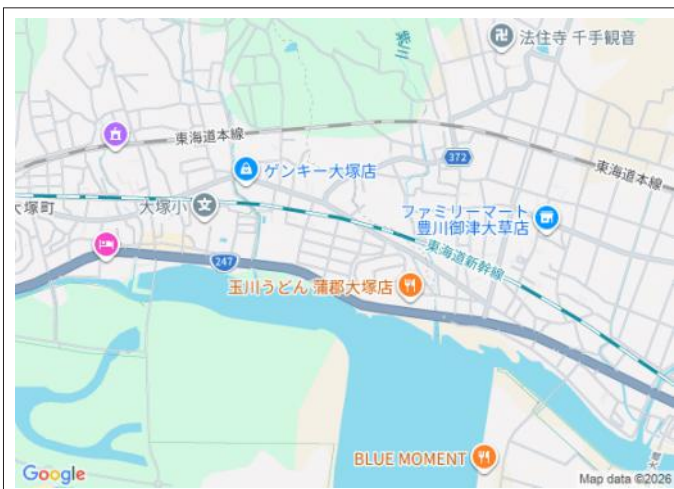 法住寺 千手観音
東海道本線
372
ゲンキー大塚店
東海道本線
大塚町
大塚小
ファミリーマート
豊川御津大草店
東海道新幹線
247
玉川うどん 蒲郡大塚店
BLUE MOMENT
Google
Map data ©2026